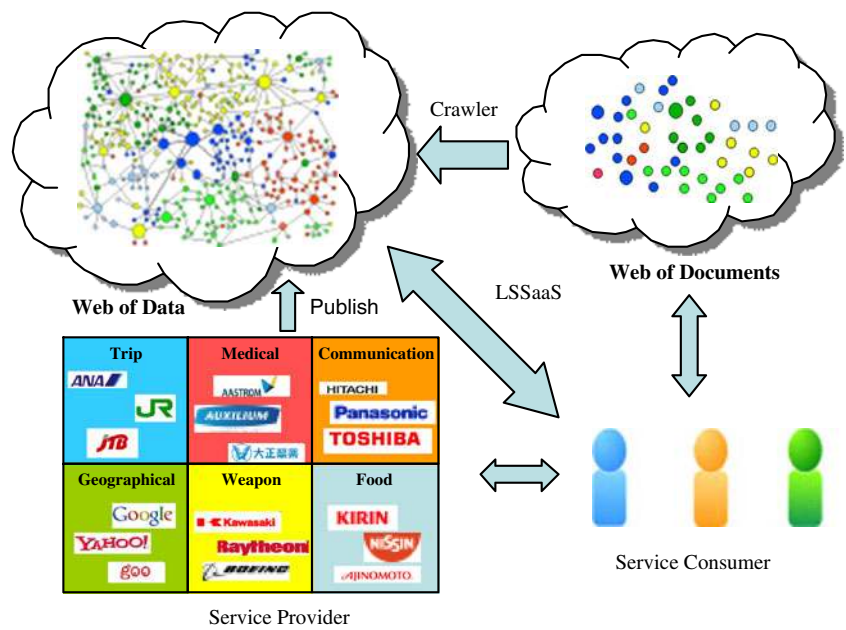 Crawler
Web of Documents
Web of Data
Publish
LSSaaS
Trip
ANA
JR
JTB
Medical
AASTROM
AUXILIUM
大正製薬
Communication
HITACHI
Panasonic
TOSHIBA
Geographical
Google
YAHOO!
goo
Weapon
Kawasaki
Raytheon
BOEING
Food
KIRIN
NISSIN
AJINOMOTO
Service Consumer
Service Provider